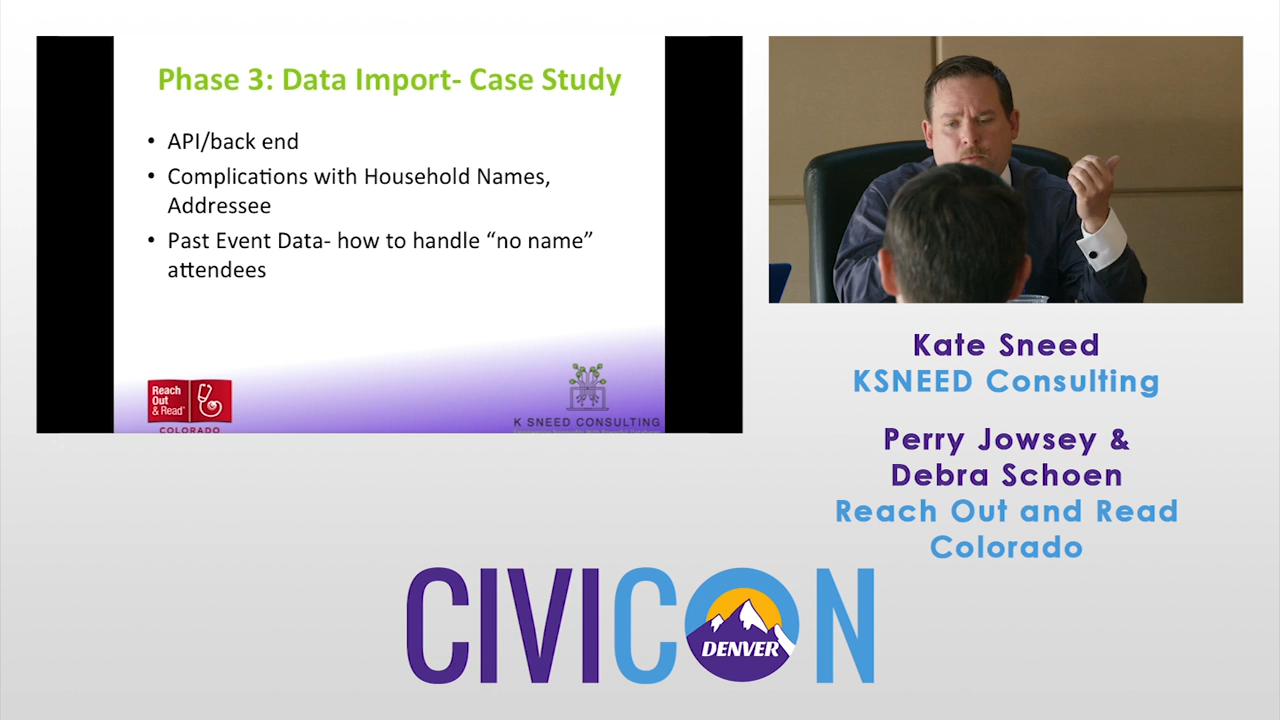 Phase 3: Data Import- Case Study
• API/back end
• Complications with Household Names,
Addressee
• Past Event Data- how to handle “no name”
attendees
Reach
Out
& Read
COLORADO
K SNEED CONSULTING
Kate Sneed
KSNEED Consulting
Perry Jowsey &
Debra Schoen
Reach Out and Read
Colorado
CIVICON
DENVER